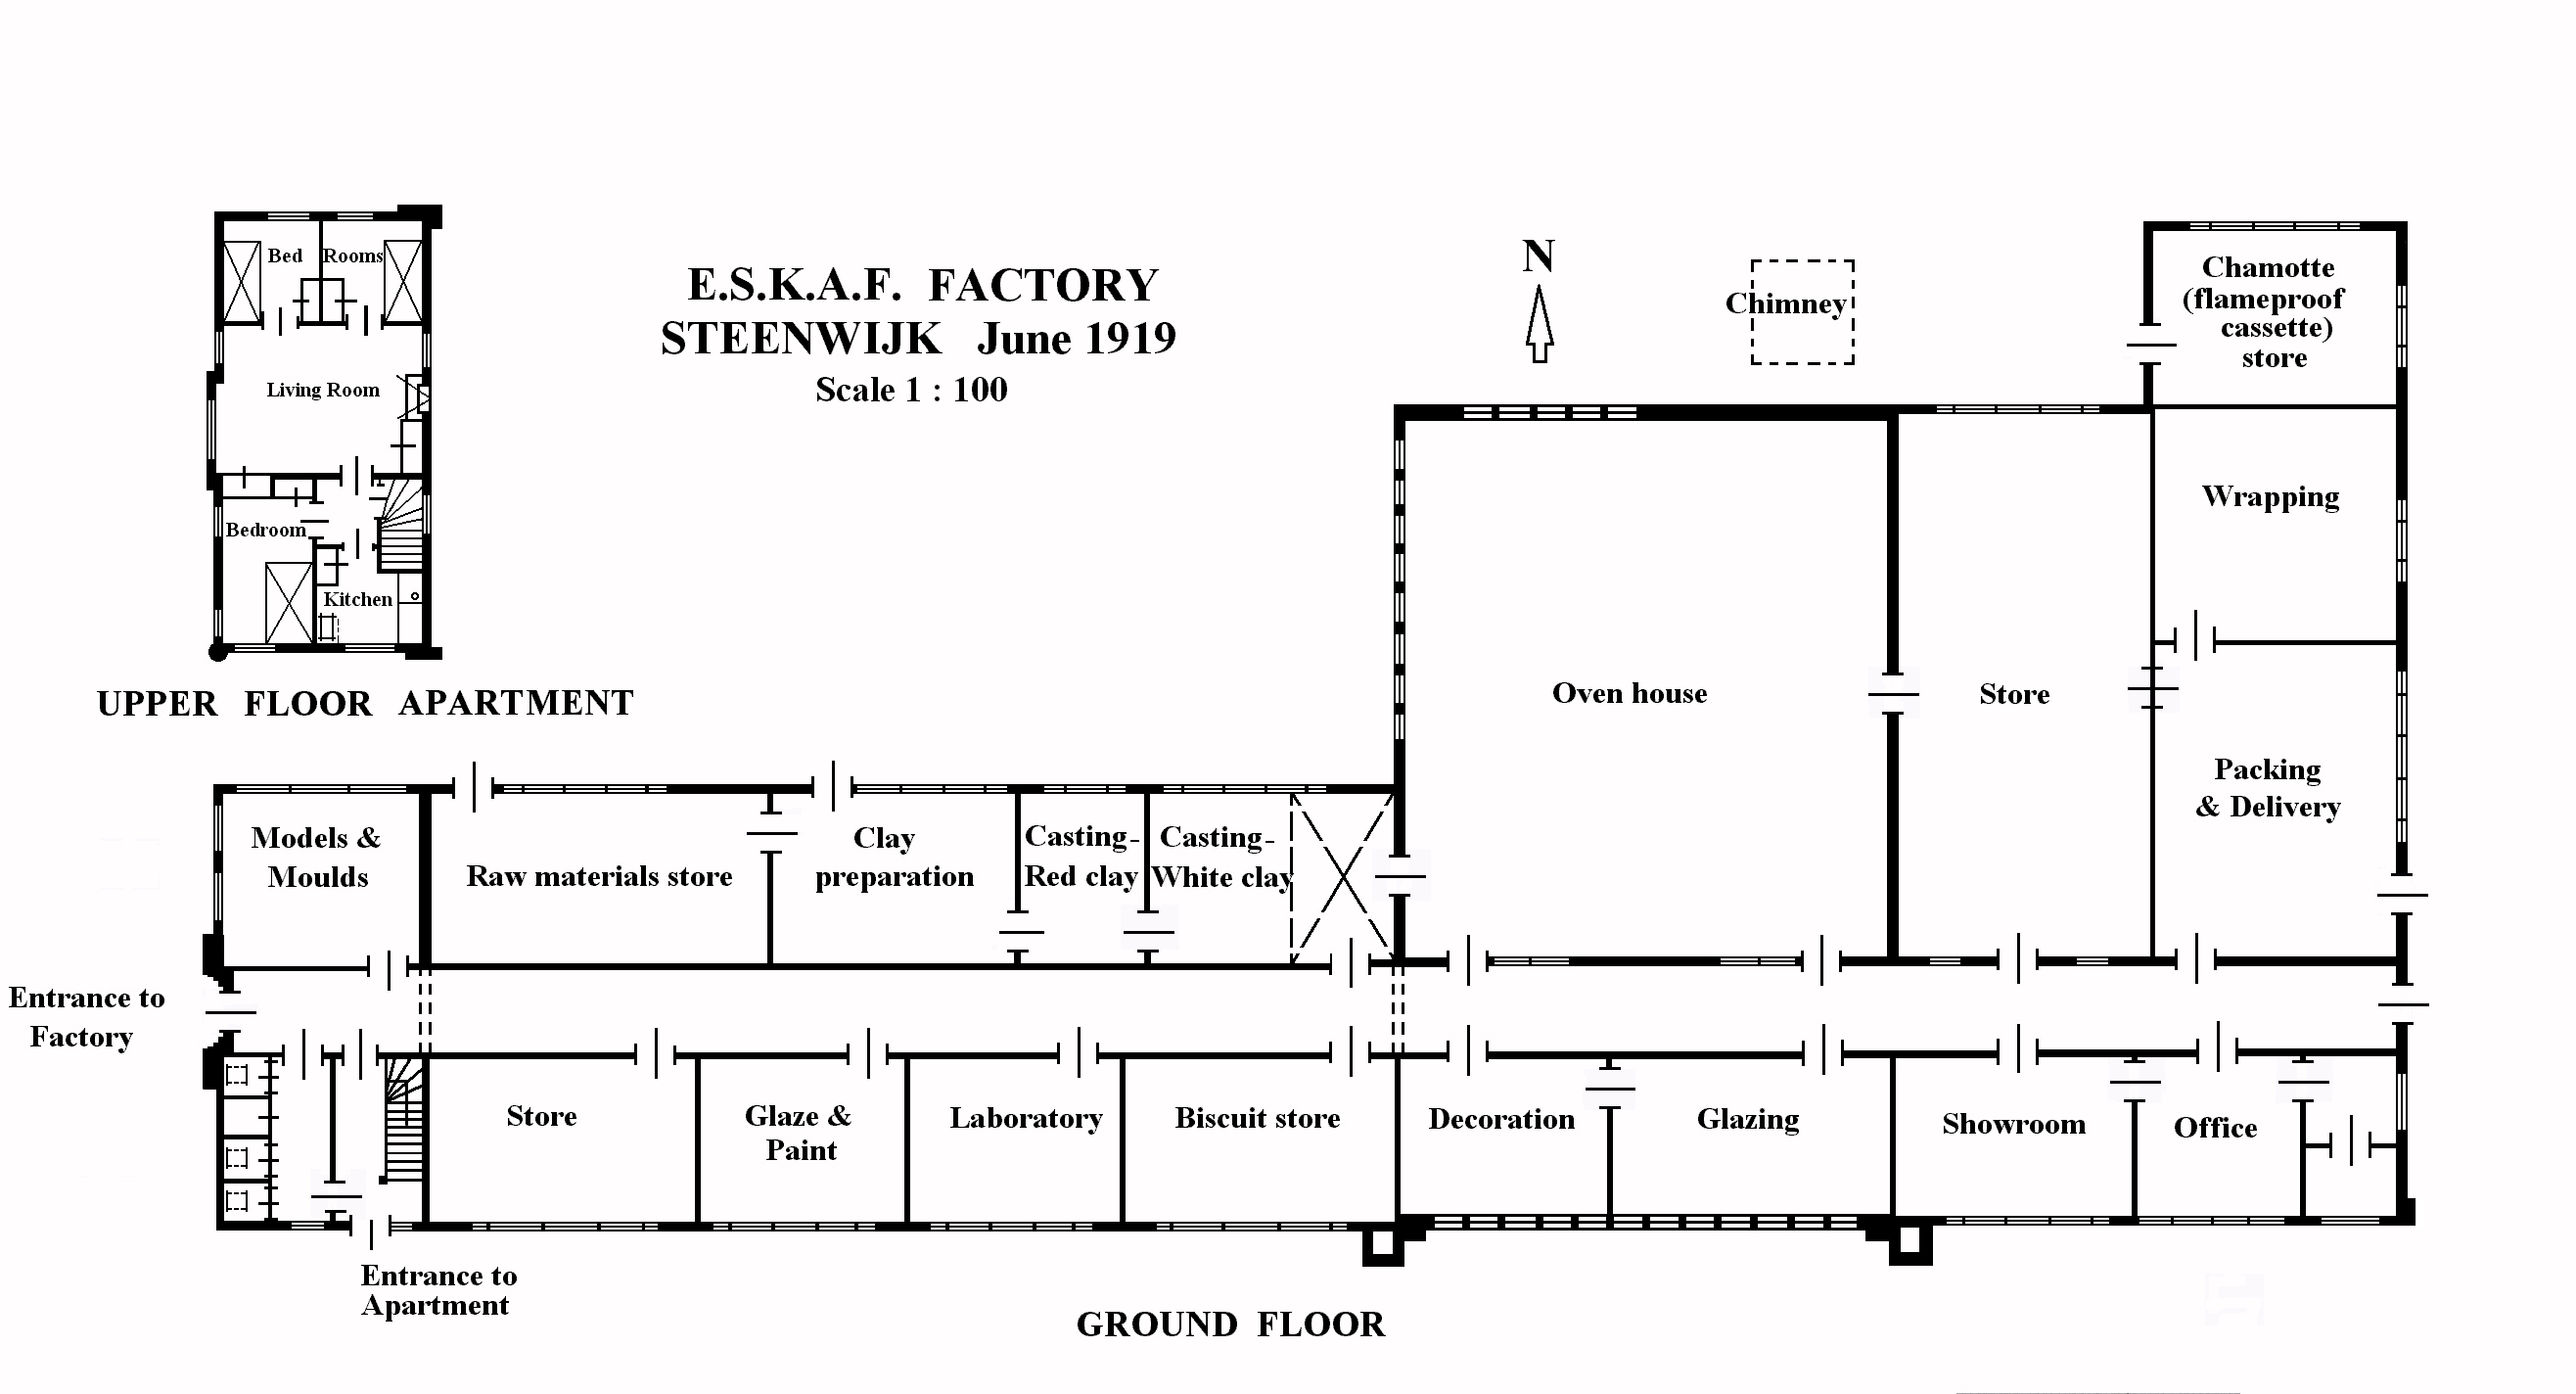 E.S.K.A.F. FACTORY
STEENWIJK June 1919
Scale 1 : 100
N
Chimney
Bed Rooms
Living Room
Bedroom
Kitchen
UPPER FLOOR APARTMENT
Chamotte
(flameproof
cassette)
store
Wrapping
Oven house
Store
Packing
& Delivery
Models &
Moulds
Raw materials store
Clay
preparation
Casting-
Red clay
Casting-
White clay
Entrance to
Factory
Store
Glaze &
Paint
Laboratory
Biscuit store
Decoration
Glazing
Showroom
Office
Entrance to
Apartment
GROUND FLOOR